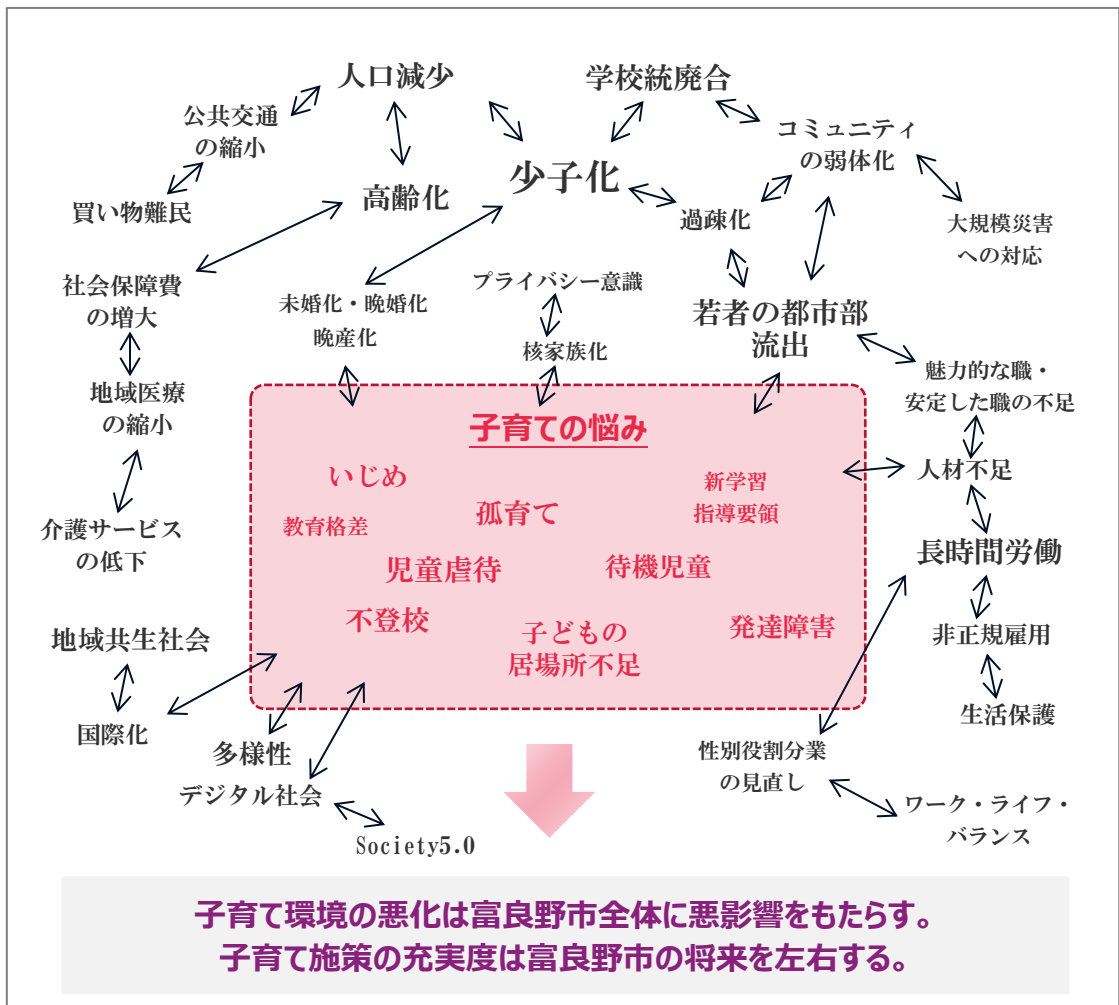 人口減少
学校統廃合
公共交通
の縮小
コミュニティ
の弱体化
少子化
高齢化
買い物難民
過疎化
大規模災害
への対応
社会保障費
の増大
未婚化・晩婚化
晩産化
プライバシー意識
核家族化
若者の都市部
流出
魅力的な職・
安定した職の不足
地域医療
の縮小
子育ての悩み
いじめ
教育格差
孤育て
新学習
指導要領
人材不足
介護サービス
の低下
児童虐待
待機児童
長時間労働
不登校
子どもの
居場所不足
発達障害
地域共生社会
非正規雇用
国際化
生活保護
多様性
デジタル社会
Society5.0
性別役割分業
の見直し
ワーク・ライフ・
バランス
子育て環境の悪化は富良野市全体に悪影響をもたらす。
子育て施策の充実度は富良野市の将来を左右する。